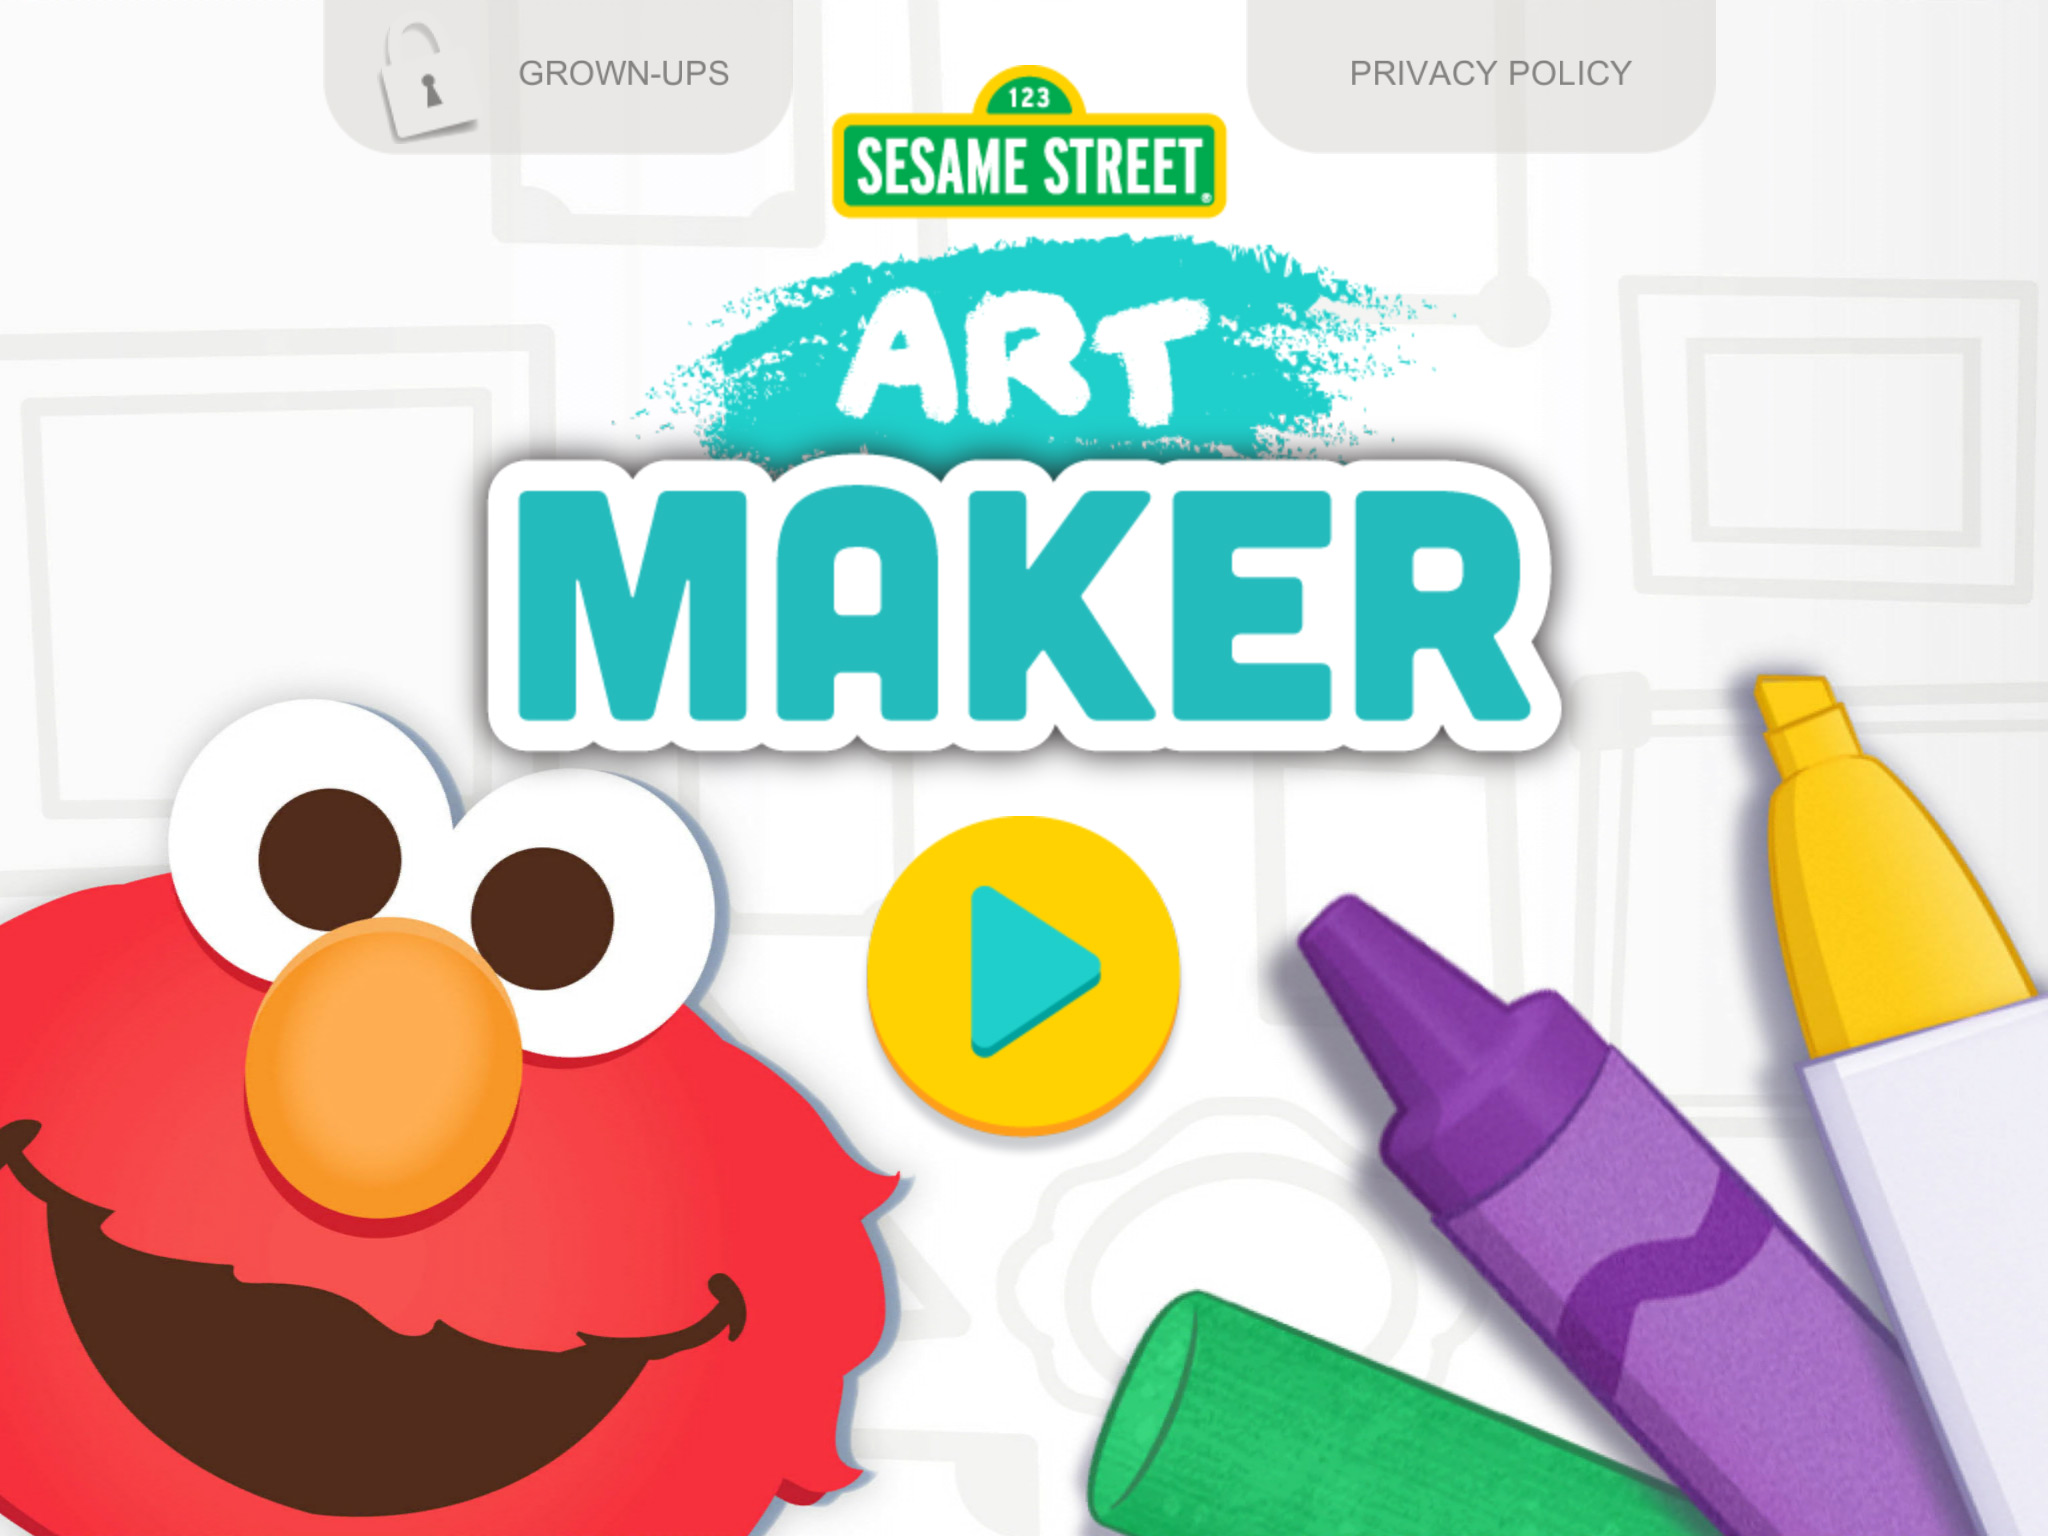 GROWN-UPS
PRIVACY POLICY
123
SESAME STREET®
ART
MAKER